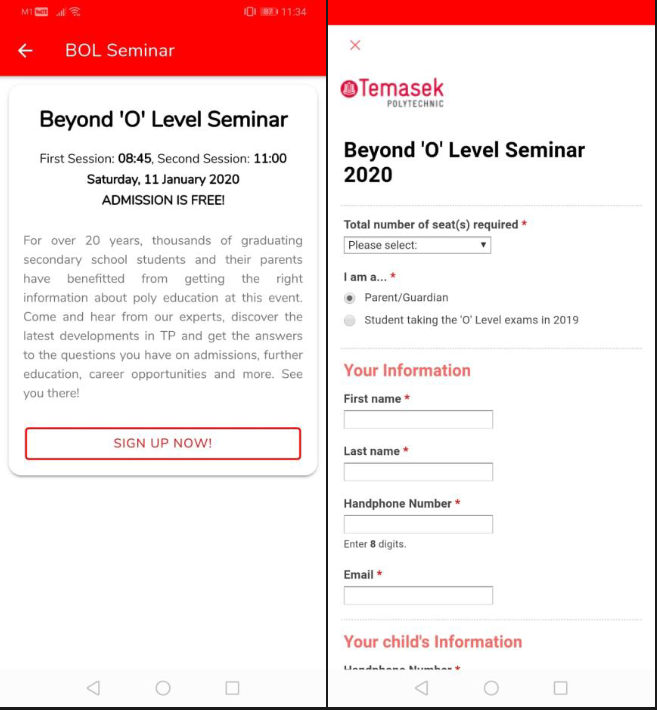 M1 VoLTE 11:34
BOL Seminar
Beyond 'O' Level Seminar
First Session: 08:45, Second Session: 11:00
Saturday, 11 January 2020
ADMISSION IS FREE!
For over 20 years, thousands of graduating
secondary school students and their parents
have benefitted from getting the right
information about poly education at this event.
Come and hear from our experts, discover the
latest developments in TP and get the answers
to the questions you have on admissions, further
education, career opportunities and more. See
you there!
SIGN UP NOW!
Temasek
POLYTECHNIC
Beyond 'O' Level Seminar
2020
Total number of seat(s) required *
Please select:
I am a... *
Parent/Guardian
Student taking the 'O' Level exams in 2019
Your Information
First name *
Last name *
Handphone Number *
Enter 8 digits.
Email *
Your child's Information
Handphone Number *